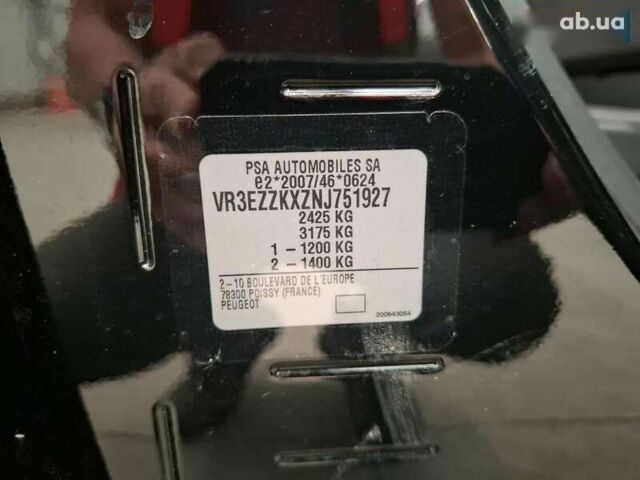 ab.ua
PSA AUTOMOBILES SA
e2*2007/46*0624
VR3EZZKXZNJ751927
2425 KG
3175 KG
1 - 1200 KG
2 - 1400 KG
2 - 10 BOULEVARD DE L'EUROPE
78300 POISSY (FRANCE)
PEUGEOT
200643054